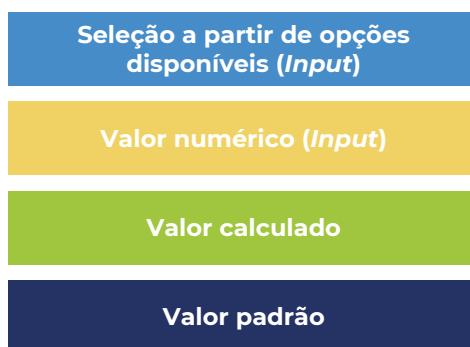 Seleção a partir de opções
disponíveis (Input)
Valor numérico (Input)
Valor calculado
Valor padrão